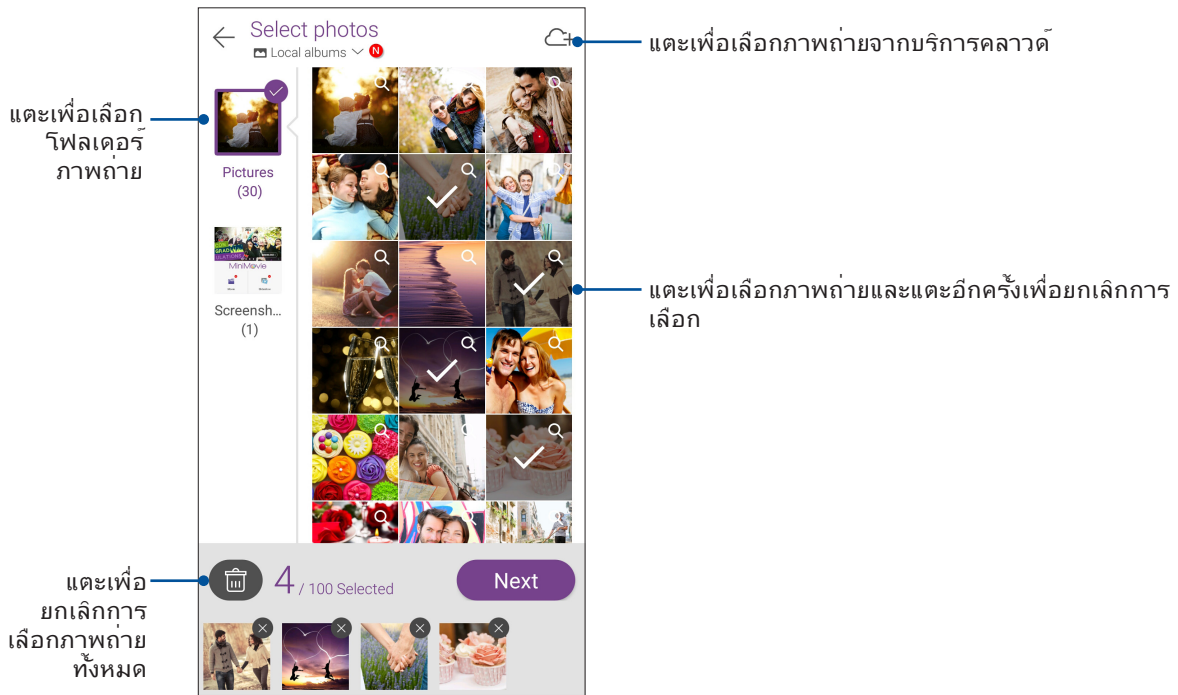 Select photos
Local albums N
แตะเพื่อเลือกภาพถ่ายจากบริการคลาวด์
แตะเพื่อเลือก
โฟลเดอร์
ภาพถ่าย
Pictures
(30)
MiniMovie
Screensh...
(1)
แตะเพื่อเลือกภาพถ่ายและแตะอีกครั้งเพื่อยกเลิกการ
เลือก
แตะเพื่อ
ยกเลิกการ
เลือกภาพถ่าย
ทั้งหมด
4 / 100 Selected
Next